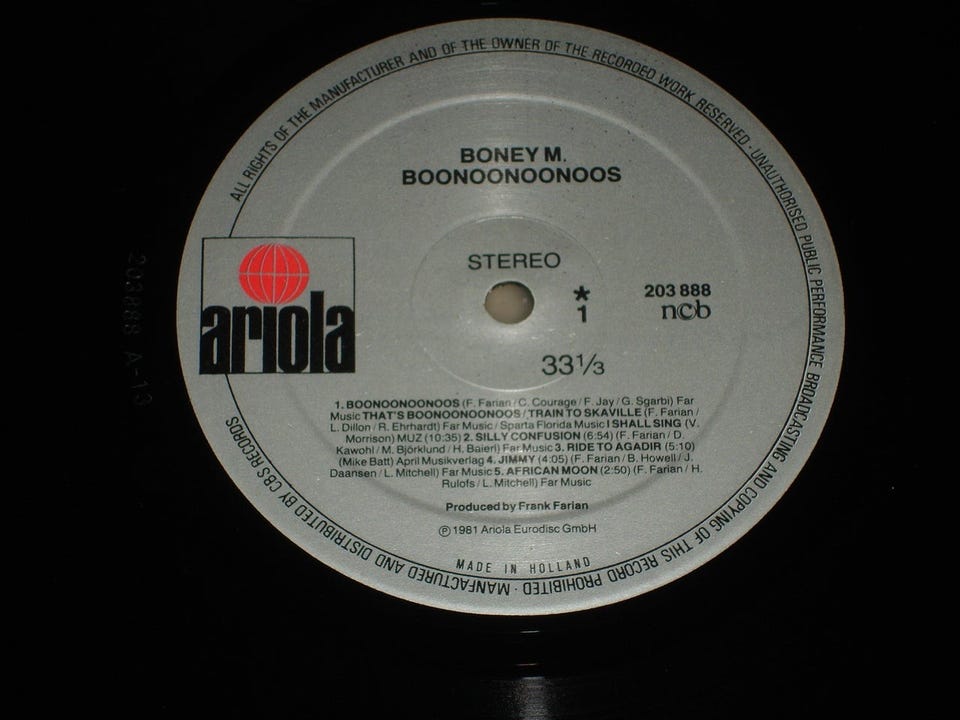 ALL RIGHTS OF THE MANUFACTURER AND OF THE OWNER OF THE RECORDED WORK RESERVED · UNAUTHORISED PUBLIC PERFORMANCE BROADCASTING AND COPYING OF THIS RECORD PROHIBITED · MANUFACTURED AND DISTRIBUTED BY CBS RECORDS
BONEY M.
BOONOONOONOOS
STEREO
ariola
*
1
203 888
ncb
33⅓
1. BOONOONOONOOS (F. Farian / C. Courage / F. Jay / G. Sgarbi) Far
Music THAT'S BOONOONOONOOS / TRAIN TO SKAVILLE (F. Farian /
L. Dillon / R. Ehrhardt) Far Music / Sparta Florida Music I SHALL SING (V.
Morrison) MUZ (10:35) 2. SILLY CONFUSION (6:54) (F. Farian / D.
Kawohl / M. Björklund / H. Baierl) Far Music 3. RIDE TO AGADIR (5:10)
(Mike Batt) April Musikverlag 4. JIMMY (4:05) (F. Farian / B. Howell / J.
Daansen / L. Mitchell) Far Music 5. AFRICAN MOON (2:50) (F. Farian / H.
Rulofs / L. Mitchell) Far Music
Produced by Frank Farian
℗ 1981 Ariola Eurodisc GmbH
MADE IN HOLLAND
203888 A-13